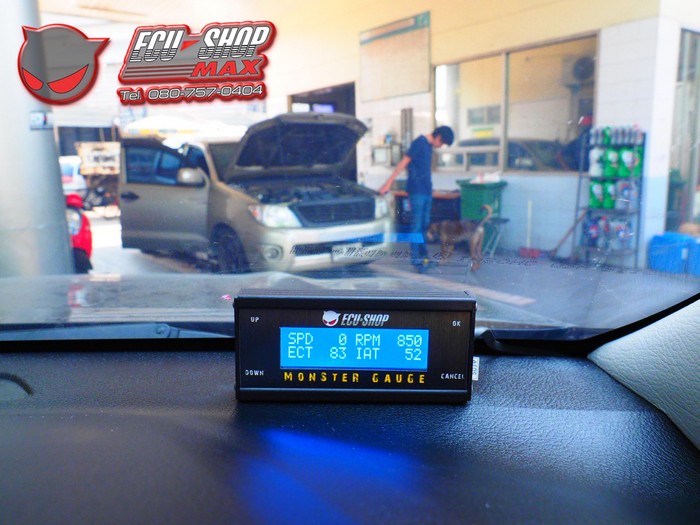 ECU-SHOP
MAX
Tel. 080-757-0404
ECU-SHOP
UP
OK
SPD 0 RPM 850
ECT 83 IAT 52
DOWN
CANCEL
MONSTER GAUGE